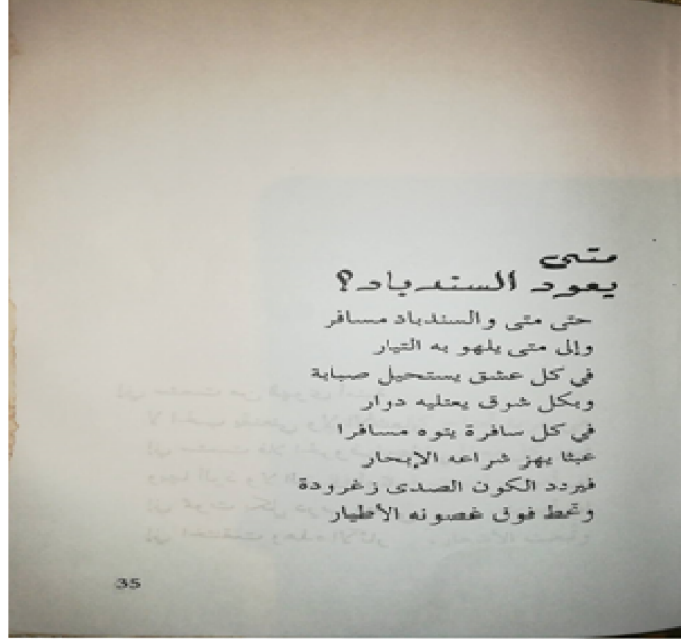 متى
يعود السندباد؟
حتى متى والسندباد مسافر
وإلى متى يلهو به التيار
في كل عشق يستحيل صبابة
وبكل شرق يعتليه دوار
في كل سافرة يتوه مسافرا
عبثا يهز شراعه الإبحار
فيردد الكون الصدى زغرودة
وتحط فوق غصونه الأطيار
35